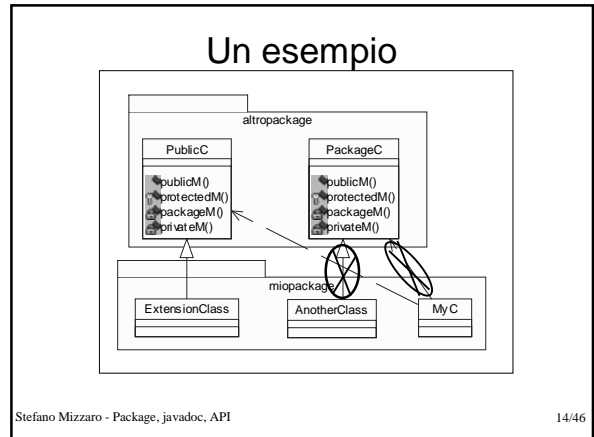 Un esempio
altropackage
PublicC
publicM()
protectedM()
packageM()
privateM()
PackageC
publicM()
protectedM()
packageM()
privateM()
miopackage
ExtensionClass
AnotherClass
MyC
Stefano Mizzaro - Package, javadoc, API
14/46